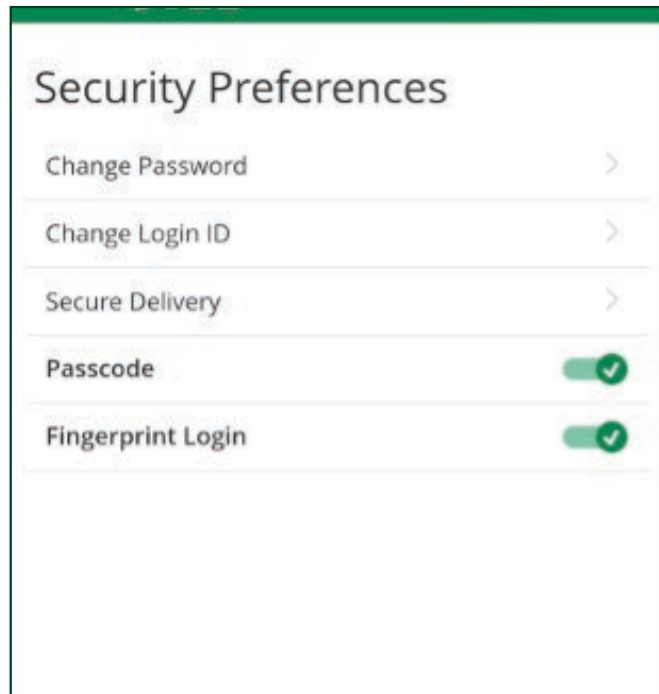 Security Preferences
Change Password
Change Login ID
Secure Delivery
Passcode
Fingerprint Login